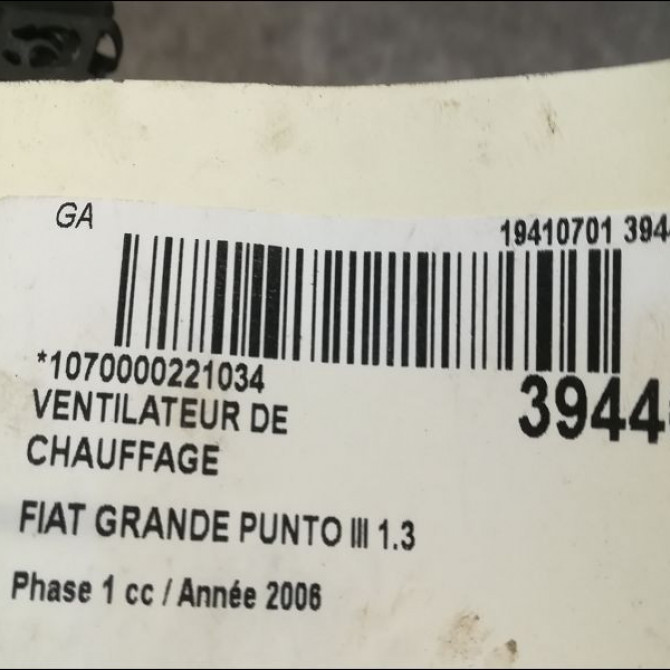 GA
19410701 394
*1070000221034
3944
VENTILATEUR DE
CHAUFFAGE
FIAT GRANDE PUNTO III 1.3
Phase 1 cc / Année 2006